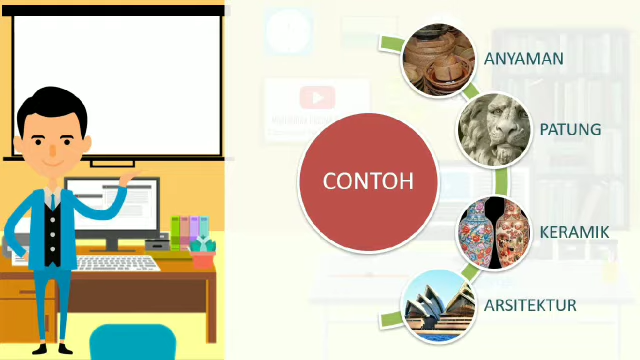 CONTOH
ANYAMAN
PATUNG
KERAMIK
ARSITEKTUR